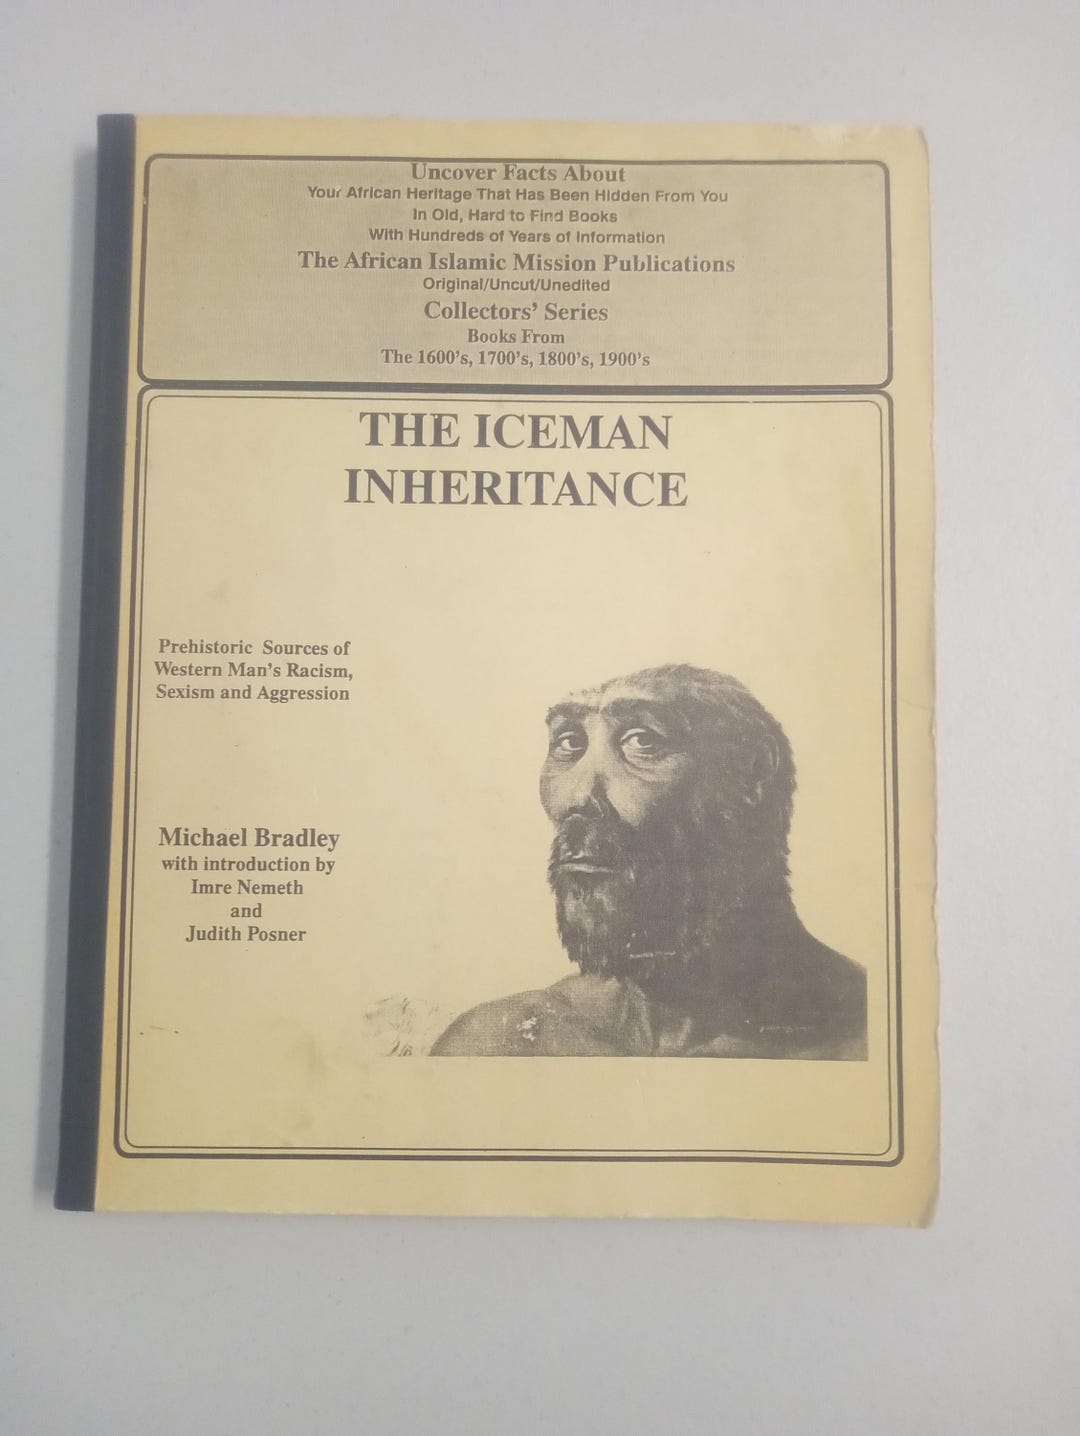 Uncover Facts About
Your African Heritage That Has Been Hidden From You
In Old, Hard to Find Books
With Hundreds of Years of Information
The African Islamic Mission Publications
Original/Uncut/Unedited
Collectors' Series
Books From
The 1600's, 1700's, 1800's, 1900's
THE ICEMAN
INHERITANCE
Prehistoric Sources of
Western Man's Racism,
Sexism and Aggression
Michael Bradley
with introduction by
Imre Nemeth
and
Judith Posner